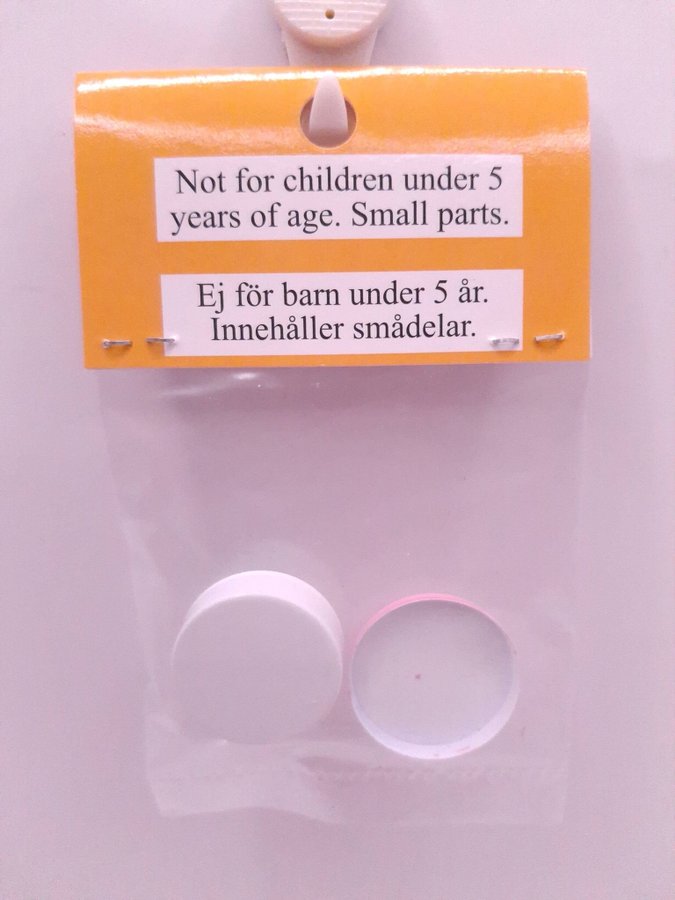 Not for children under 5
years of age. Small parts.
Ej för barn under 5 år.
Innehåller smådelar.